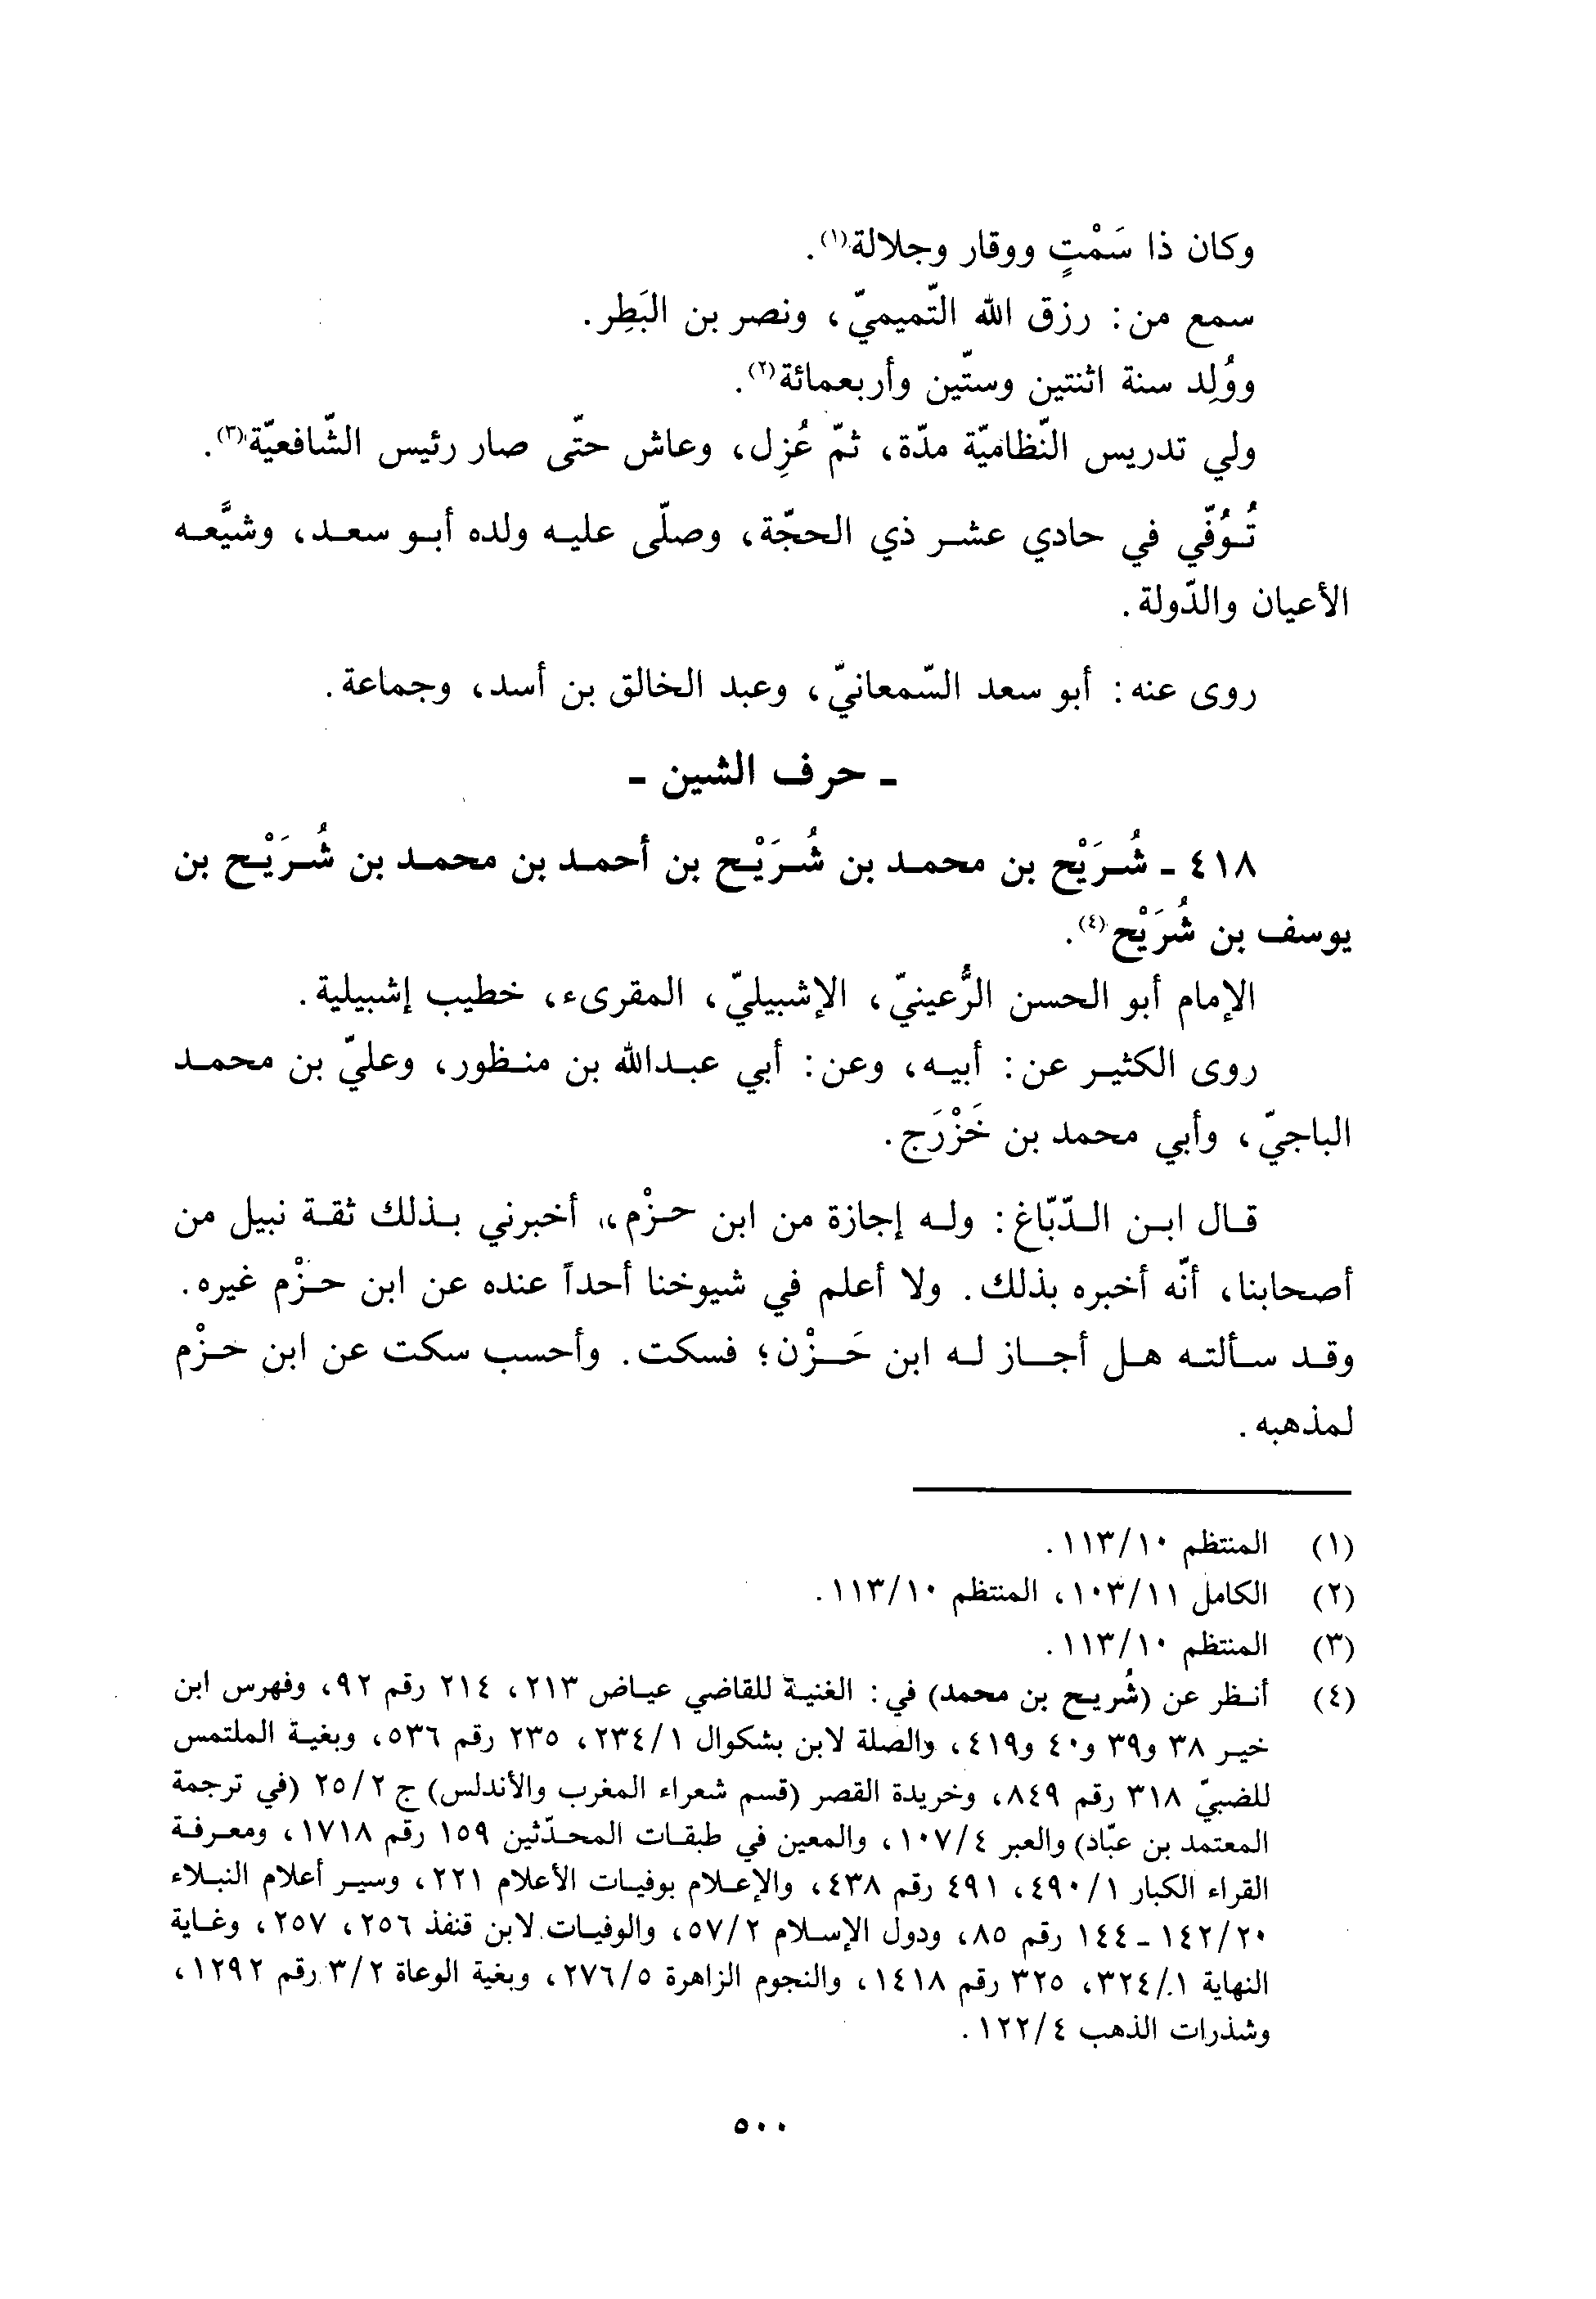 وكان ذا سَمْتٍ ووقار وجلالة(١).
سمع من: رزق الله التّميميّ، ونصر بن البَطِر.
ووُلِد سنة اثنتين وستّين وأربعمائة(٢).
ولي تدريس النّظاميّة مدّة، ثمّ عُزِل، وعاش حتّى صار رئيس الشّافعيّة(٣).
تُوُفّي في حادي عشر ذي الحجّة، وصلّى عليه ولده أبو سعد، وشيَّعه
الأعيان والدّولة.
روى عنه: أبو سعد السّمعانيّ، وعبد الخالق بن أسد، وجماعة.
- حرف الشين -
٤١٨ - شُرَيْح بن محمد بن شُرَيْح بن أحمد بن محمد بن شُرَيْح بن
يوسف بن شُرَيْح(٤).
الإمام أبو الحسن الرُّعينيّ، الإشبيليّ، المقرىء، خطيب إشبيلية.
روى الكثير عن: أبيه، وعن: أبي عبدالله بن منظور، وعليّ بن محمد
الباجيّ، وأبي محمد بن خَزْرَج.
قال ابن الدّبّاغ: وله إجازة من ابن حزْم، أخبرني بذلك ثقة نبيل من
أصحابنا، أنّه أخبره بذلك. ولا أعلم في شيوخنا أحداً عنده عن ابن حزْم غيره.
وقد سألته هل أجاز له ابن حَزْن؛ فسكت. وأحسب سكت عن ابن حزْم
لمذهبه.
(١) المنتظم ١١٣/١٠.
(٢) الكامل ١٠٣/١١، المنتظم ١١٣/١٠.
(٣) المنتظم ١١٣/١٠.
(٤) أنظر عن (شُريح بن محمد) في: الغنية للقاضي عياض ٢١٣، ٢١٤ رقم ٩٢، وفهرس ابن
خير ٣٨ و٣٩ و٤٠ و٤١٩، والصلة لابن بشكوال ٢٣٤/١، ٢٣٥ رقم ٥٣٦، وبغية الملتمس
للضبيّ ٣١٨ رقم ٨٤٩، وخريدة القصر (قسم شعراء المغرب والأندلس) ج ٢٥/٢ (في ترجمة
المعتمد بن عبّاد) والعبر ١٠٧/٤، والمعين في طبقات المحدّثين ١٥٩ رقم ١٧١٨، ومعرفة
القراء الكبار ٤٩٠/١، ٤٩١ رقم ٤٣٨، والإعلام بوفيات الأعلام ٢٢١، وسير أعلام النبلاء
١٤٢/٢٠ - ١٤٤ رقم ٨٥، ودول الإسلام ٥٧/٢، والوفيات لابن قنفذ ٢٥٦، ٢٥٧، وغاية
النهاية ٣٢٤/١، ٣٢٥ رقم ١٤١٨، والنجوم الزاهرة ٢٧٦/٥، وبغية الوعاة ٣/٢ رقم ١٢٩٢،
وشذرات الذهب ١٢٢/٤.
٥٠٠